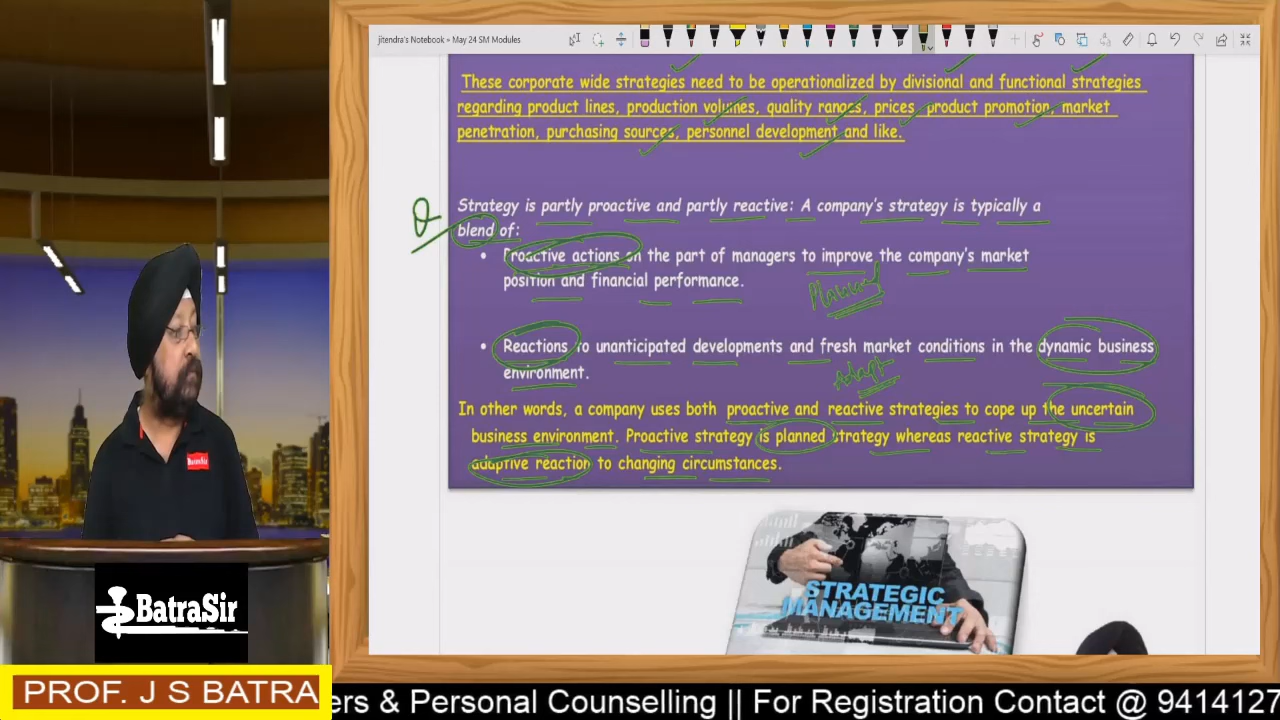 jitendra's Notebook » May 24 SM Modules
These corporate wide strategies need to be operationalized by divisional and functional strategies
regarding product lines, production volumes, quality ranges, prices product promotion, market
penetration, purchasing sources, personnel development and like.
Strategy is partly proactive and partly reactive: A company's strategy is typically a
blend of:
• Proactive actions on the part of managers to improve the company's market
position and financial performance.
Planned
• Reactions to unanticipated developments and fresh market conditions in the dynamic business
environment.
Adapt
In other words, a company uses both proactive and reactive strategies to cope up the uncertain
business environment. Proactive strategy is planned strategy whereas reactive strategy is
adaptive reaction to changing circumstances.
STRATEGIC
MANAGEMENT
BatraSir
BatraSir
PROF. J S BATRA
ers & Personal Counselling || For Registration Contact @ 9414127